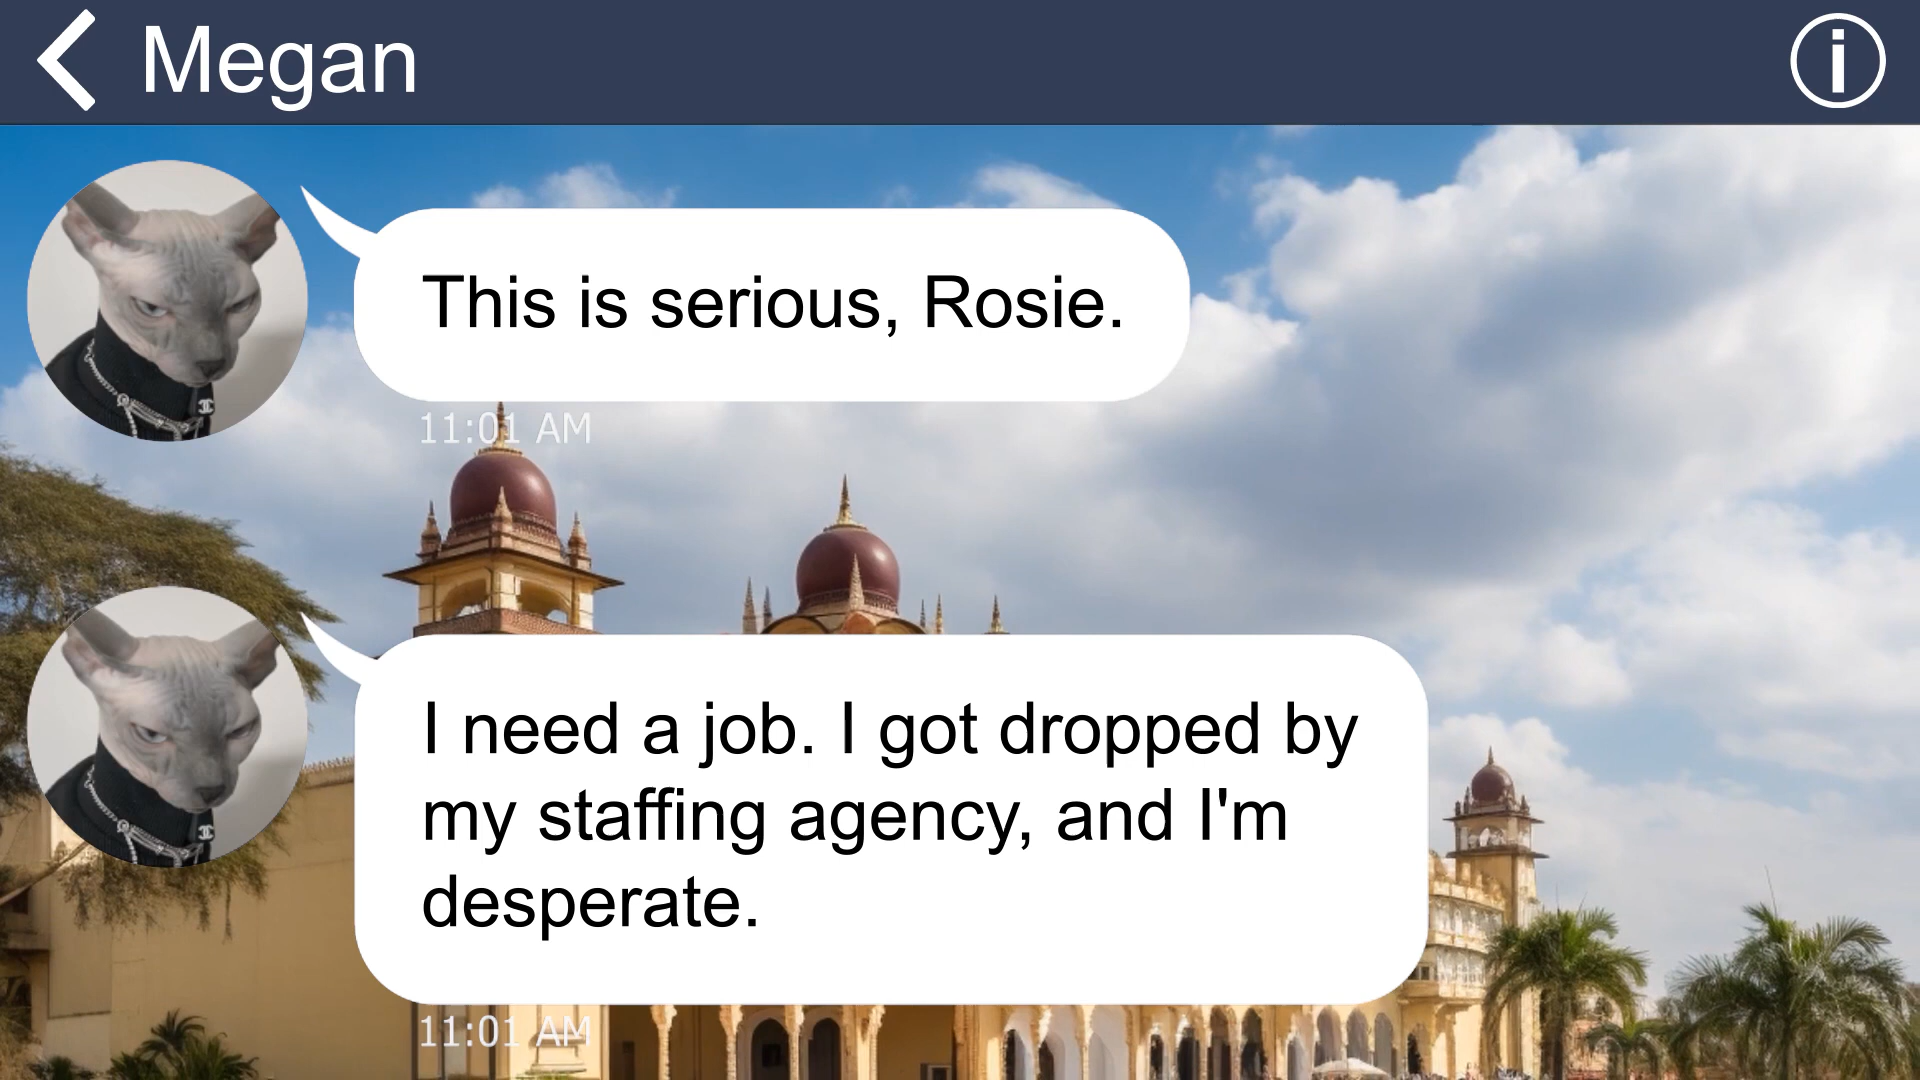 Megan
This is serious, Rosie.
11:01 AM
I need a job. I got dropped by
my staffing agency, and I'm
desperate.
11:01 AM